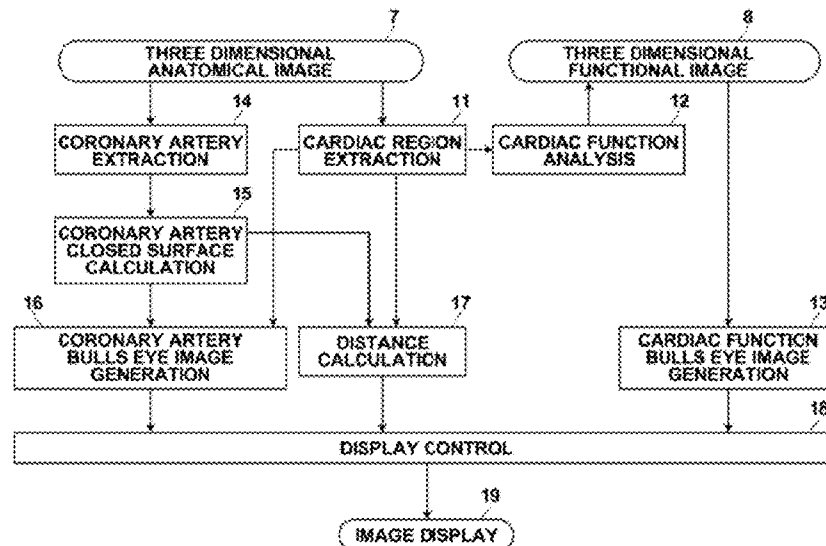 7
8
THREE DIMENSIONAL
ANATOMICAL IMAGE
THREE DIMENSIONAL
FUNCTIONAL IMAGE
14
11
12
CORONARY ARTERY
EXTRACTION
CARDIAC REGION
EXTRACTION
CARDIAC FUNCTION
ANALYSIS
15
CORONARY ARTERY
CLOSED SURFACE
CALCULATION
16
17
13
CORONARY ARTERY
BULLS EYE IMAGE
GENERATION
DISTANCE
CALCULATION
CARDIAC FUNCTION
BULLS EYE IMAGE
GENERATION
18
DISPLAY CONTROL
19
IMAGE DISPLAY